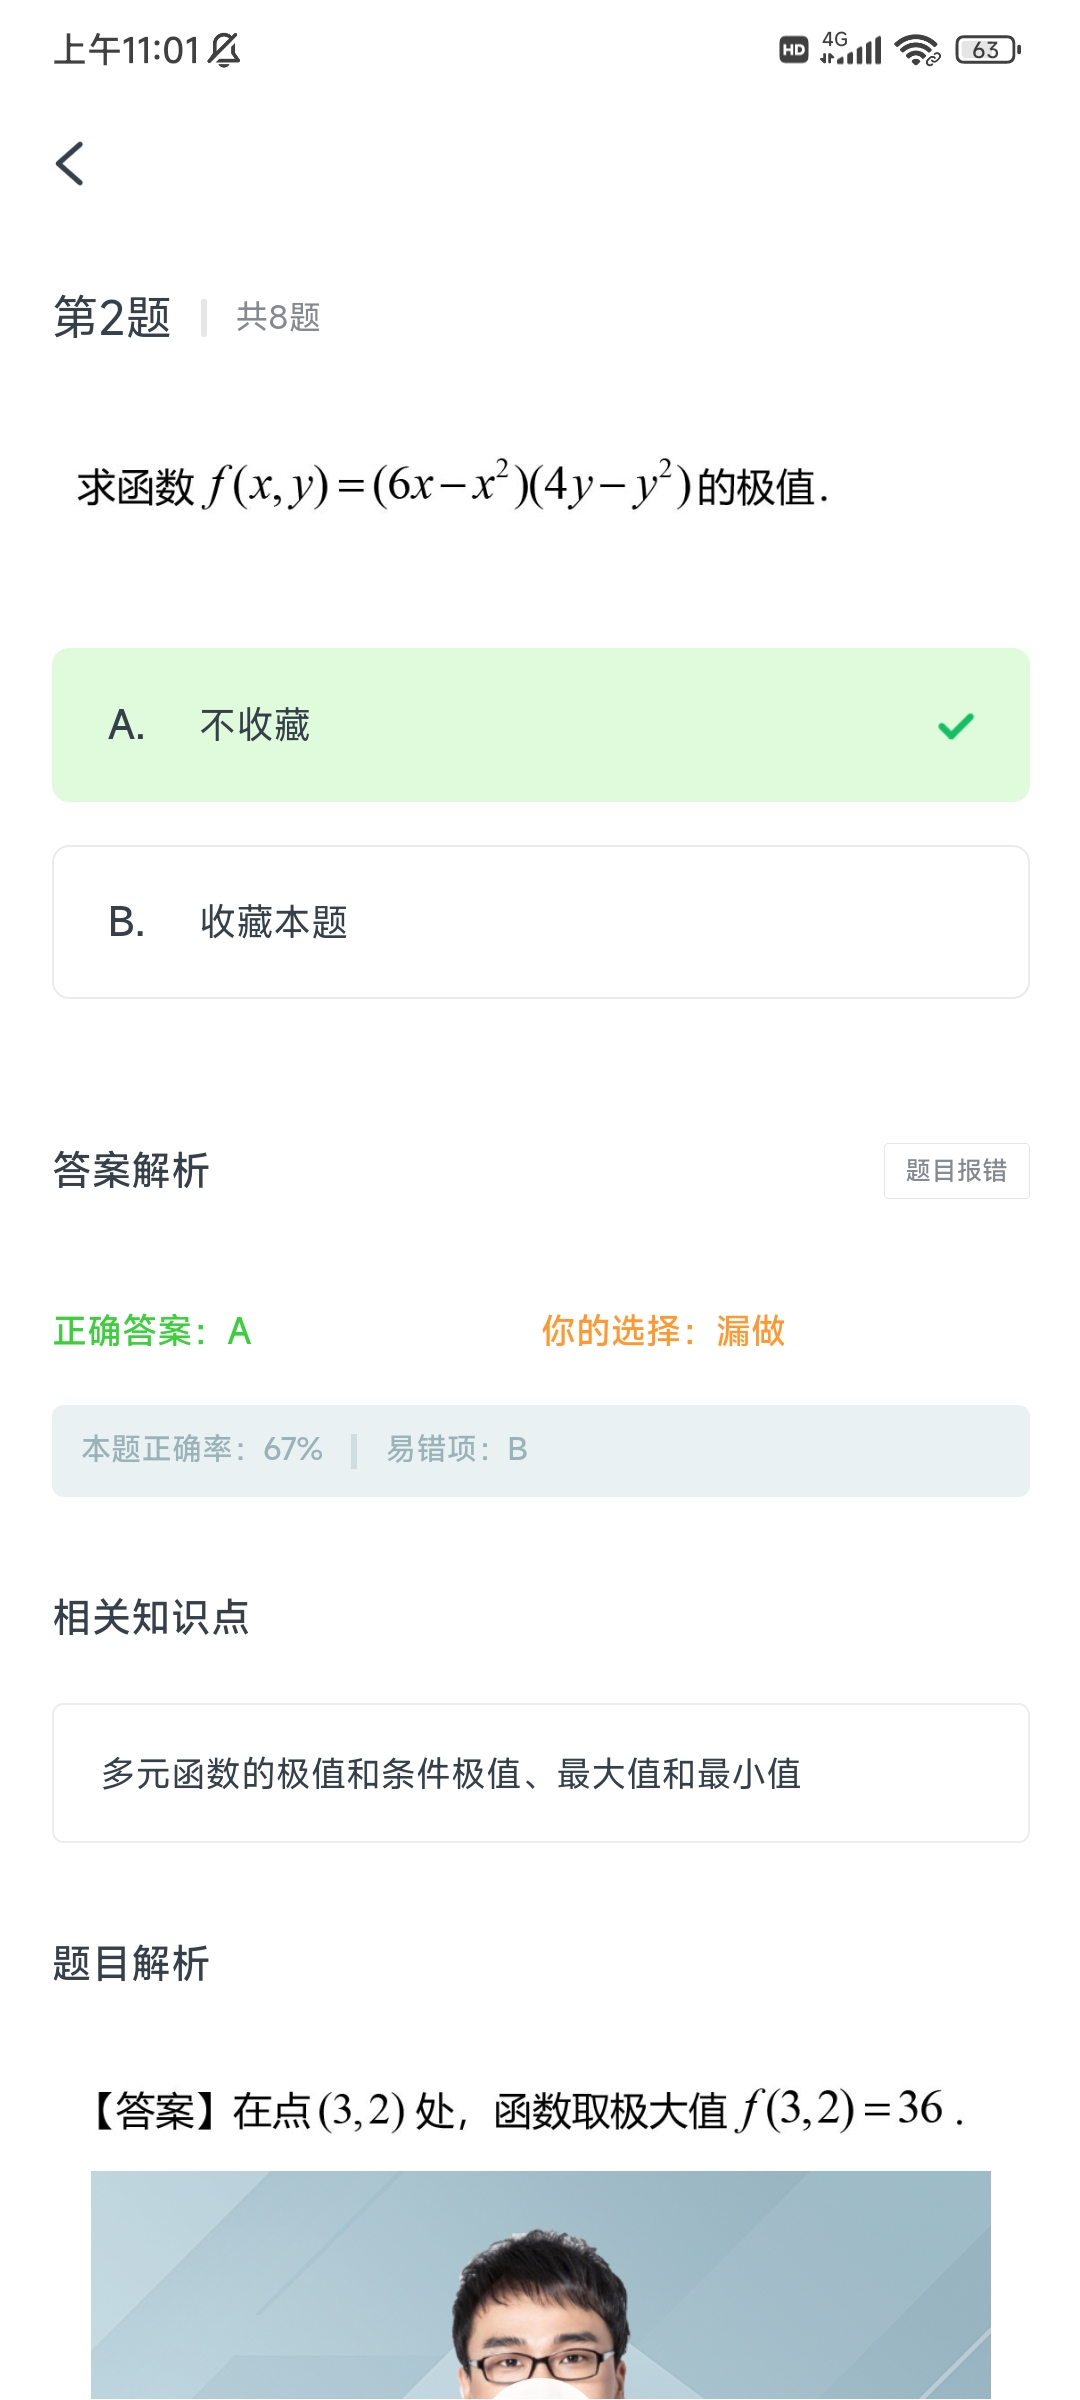 上午11:01 HD 4G 63
第2题 共8题
求函数 f(x, y) = (6x − x²)(4y − y²) 的极值.
A. 不收藏
B. 收藏本题
答案解析 题目报错
正确答案：A 你的选择：漏做
本题正确率：67% 易错项：B
相关知识点
多元函数的极值和条件极值、最大值和最小值
题目解析
【答案】在点 (3, 2) 处，函数取极大值 f(3, 2) = 36 .